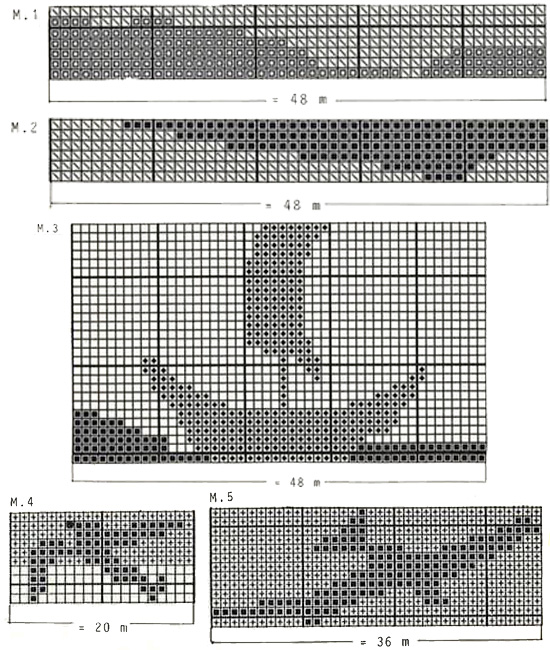 M.1
= 48 m
M.2
= 48 m
M.3
= 48 m
M.4
= 20 m
M.5
= 36 m